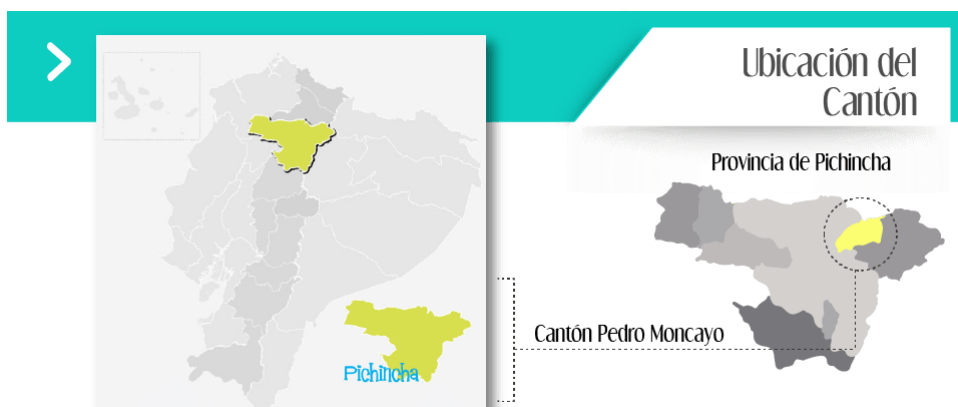 Ubicación del
Cantón
Provincia de Pichincha
Cantón Pedro Moncayo
Pichincha